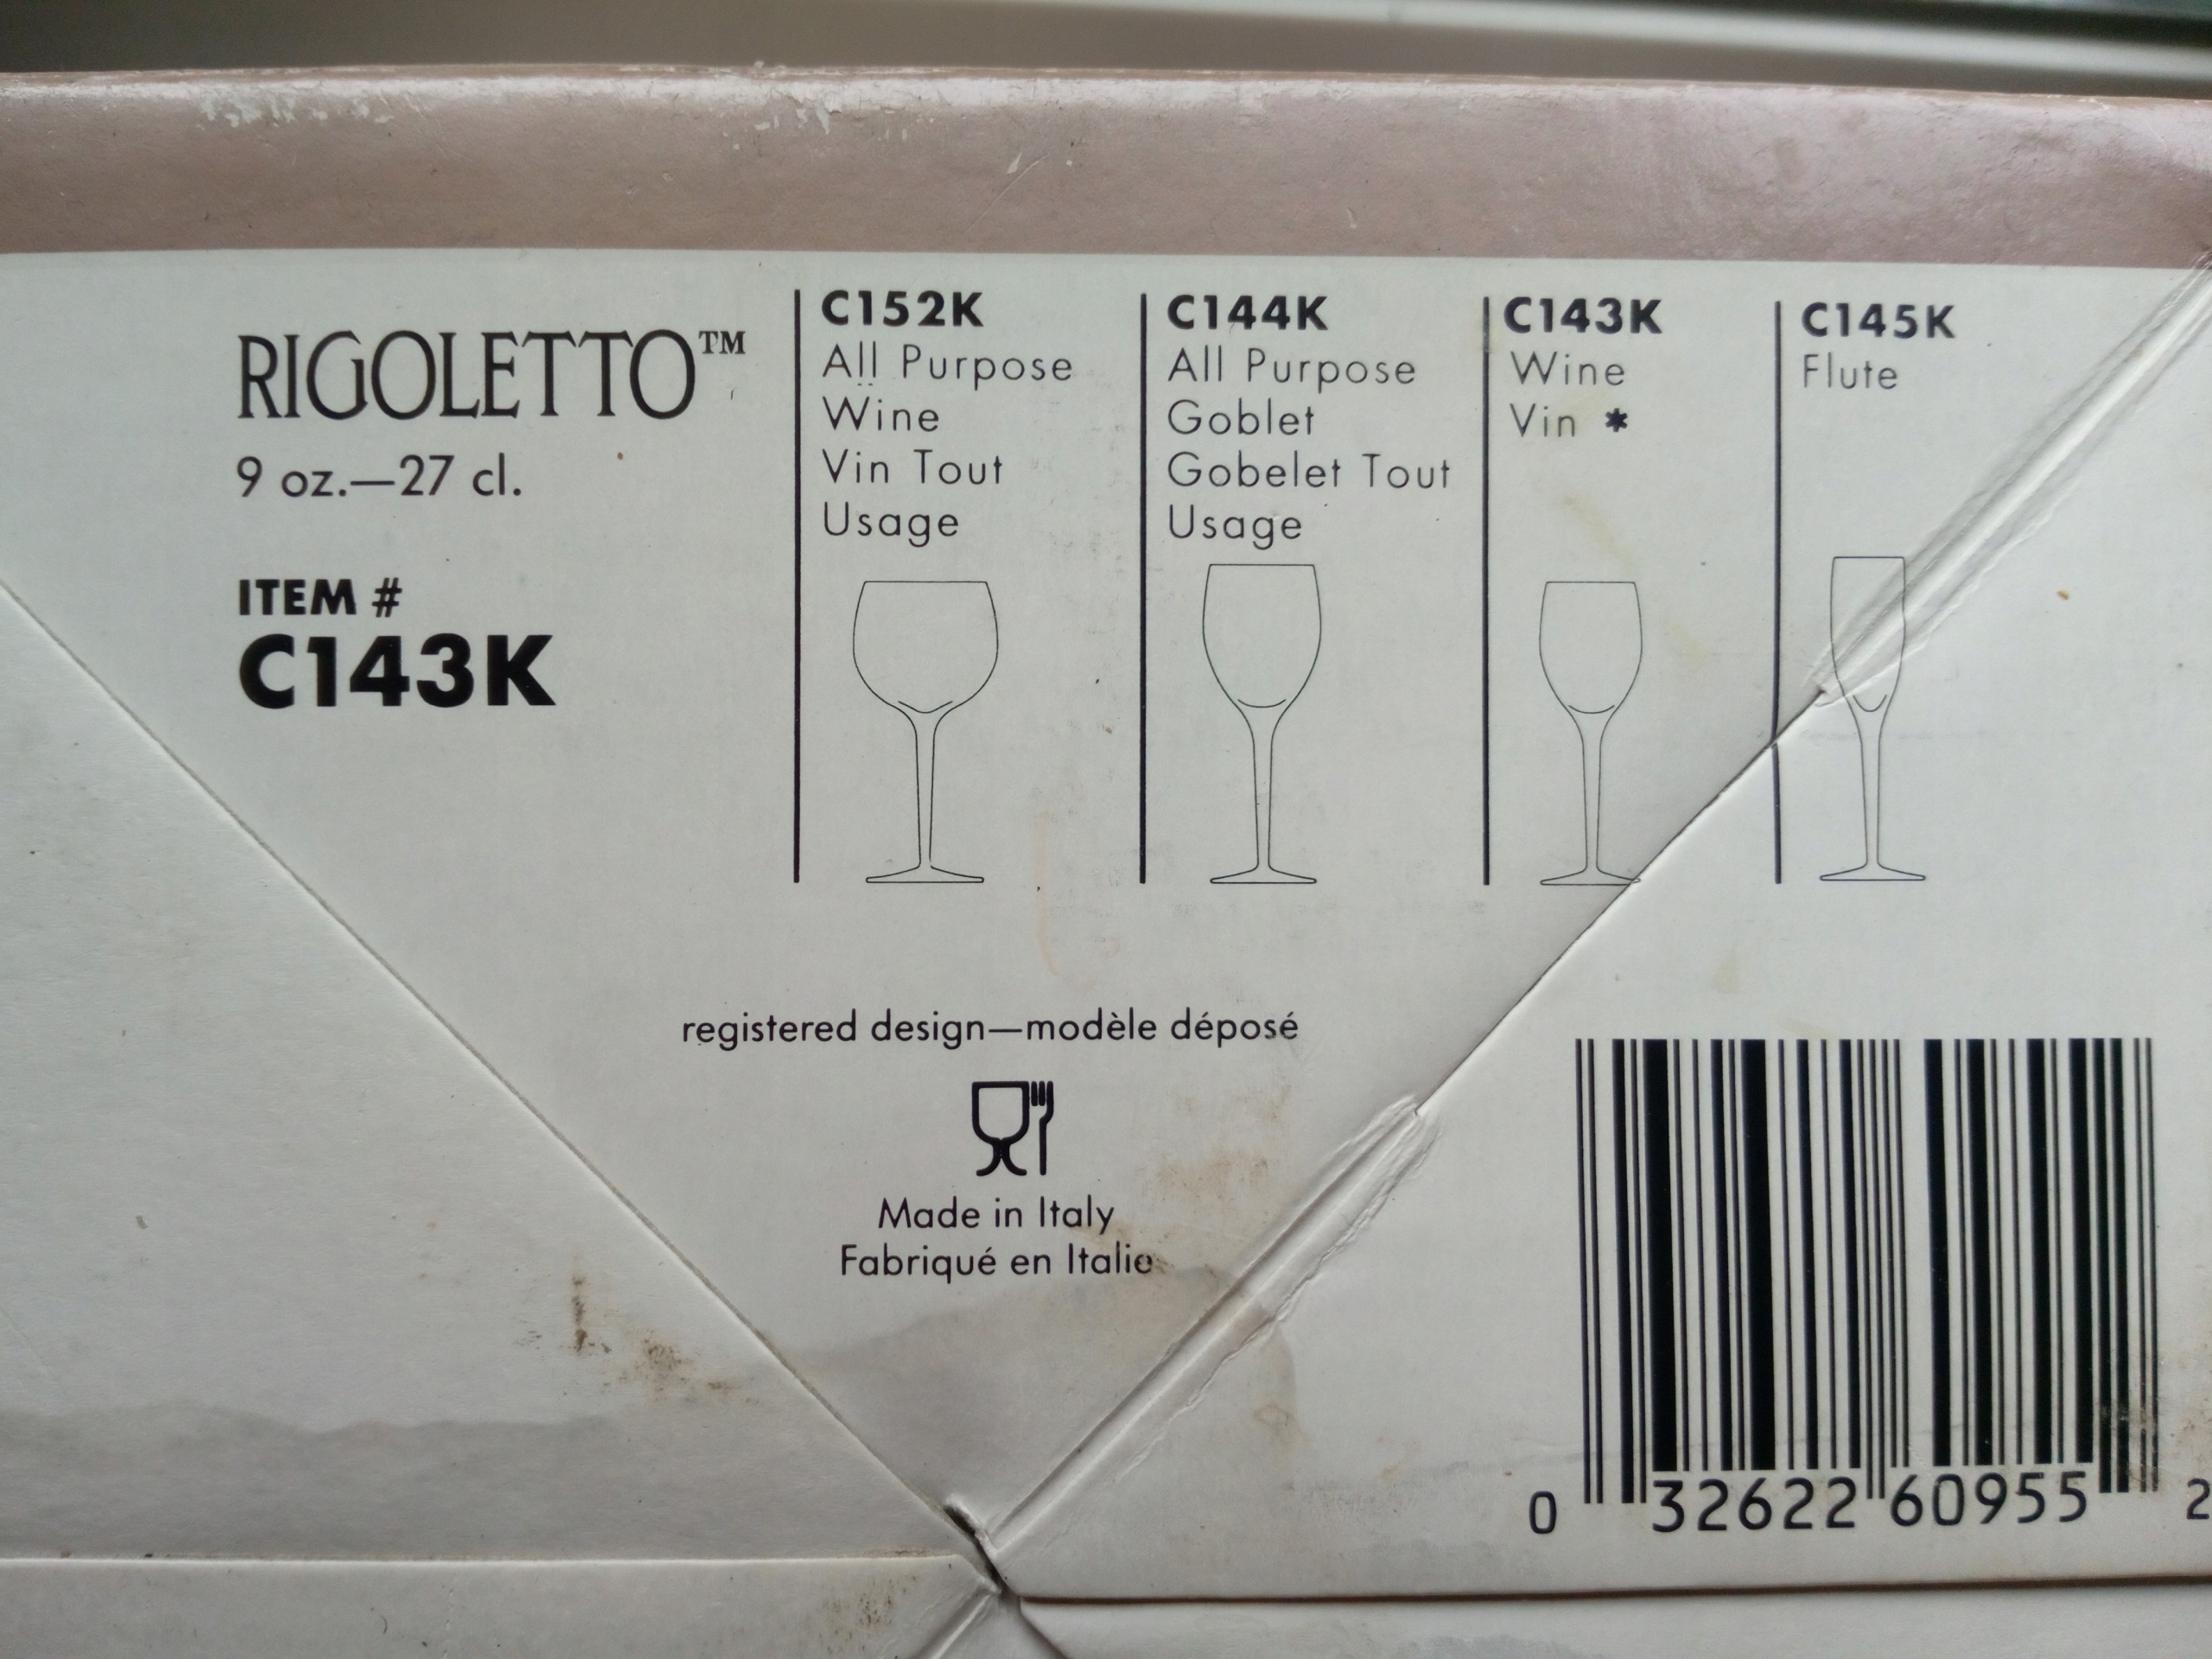 RIGOLETTO™
9 oz.—27 cl.
ITEM #
C143K
C152K
All Purpose
Wine
Vin Tout
Usage
C144K
All Purpose
Goblet
Gobelet Tout
Usage
C143K
Wine
Vin *
C145K
Flute
registered design—modèle déposé
Made in Italy
Fabriqué en Italie
0 32622 60955 2